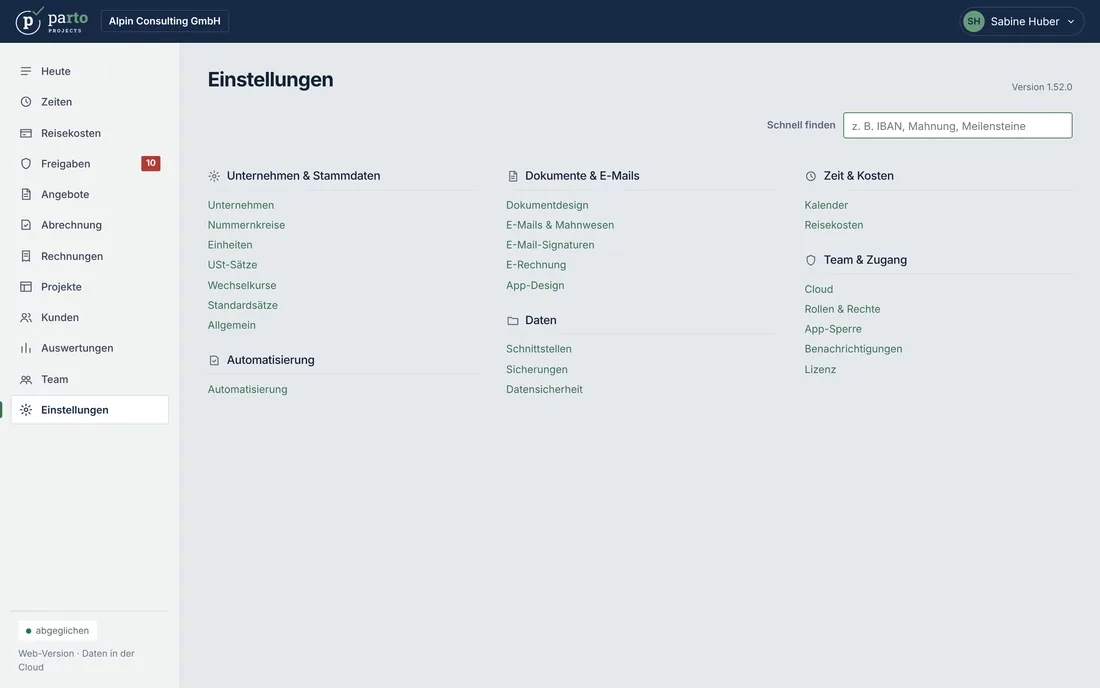 parto
PROJECTS
Alpin Consulting GmbH
SH Sabine Huber
Heute
Zeiten
Reisekosten
Freigaben 10
Angebote
Abrechnung
Rechnungen
Projekte
Kunden
Auswertungen
Team
Einstellungen
abgeglichen
Web-Version · Daten in der
Cloud
Einstellungen
Version 1.52.0
Schnell finden
z. B. IBAN, Mahnung, Meilensteine
Unternehmen & Stammdaten
Unternehmen
Nummernkreise
Einheiten
USt-Sätze
Wechselkurse
Standardsätze
Allgemein
Automatisierung
Automatisierung
Dokumente & E-Mails
Dokumentdesign
E-Mails & Mahnwesen
E-Mail-Signaturen
E-Rechnung
App-Design
Daten
Schnittstellen
Sicherungen
Datensicherheit
Zeit & Kosten
Kalender
Reisekosten
Team & Zugang
Cloud
Rollen & Rechte
App-Sperre
Benachrichtigungen
Lizenz